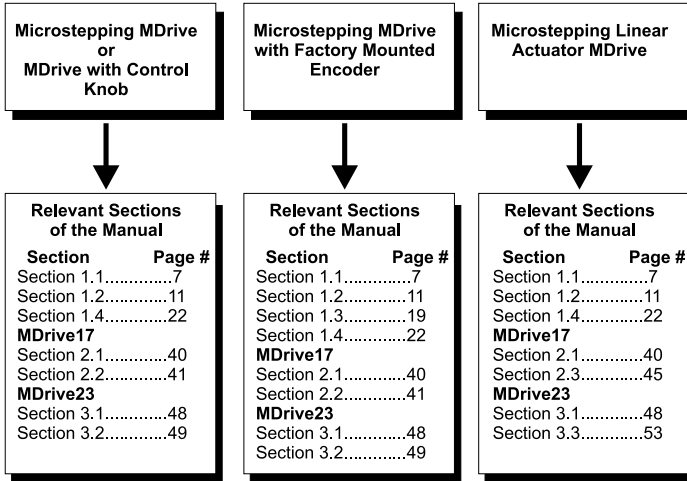 Microstepping MDrive
or
MDrive with Control
Knob
Microstepping MDrive
with Factory Mounted
Encoder
Microstepping Linear
Actuator MDrive
Relevant Sections
of the Manual
Section Page #
Section 1.1.............7
Section 1.2.............11
Section 1.4.............22
MDrive17
Section 2.1.............40
Section 2.2.............41
MDrive23
Section 3.1.............48
Section 3.2.............49
Relevant Sections
of the Manual
Section Page #
Section 1.1.............7
Section 1.2.............11
Section 1.3.............19
Section 1.4.............22
MDrive17
Section 2.1.............40
Section 2.2.............41
MDrive23
Section 3.1.............48
Section 3.2.............49
Relevant Sections
of the Manual
Section Page #
Section 1.1.............7
Section 1.2.............11
Section 1.4.............22
MDrive17
Section 2.1.............40
Section 2.3.............45
MDrive23
Section 3.1.............48
Section 3.3.............53